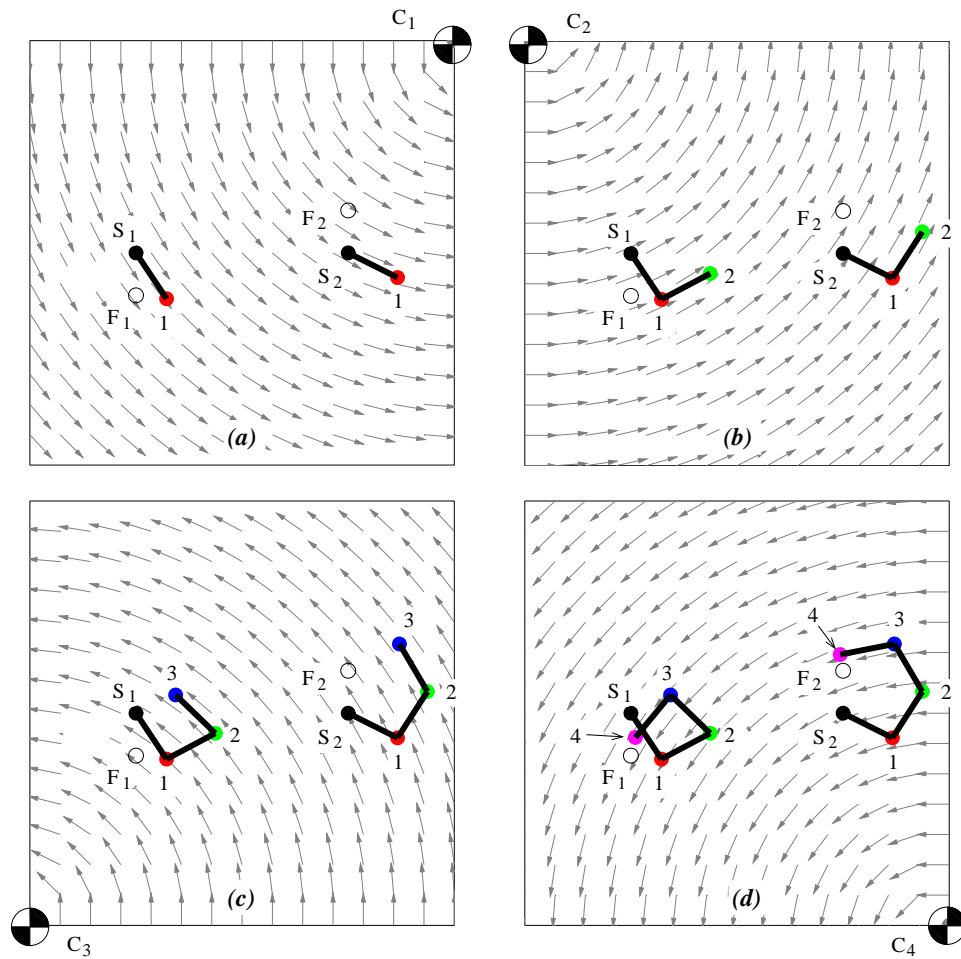 C1 C2
S1 F2 S2 1 F1 1 (a)
S1 F2 2 S2 1 2 F1 1 (b)
3 3 S1 F2 2 S2 2 1 F1 1 (c)
4 3 3 S1 F2 2 4 S2 2 1 F1 1 (d)
C3 C4